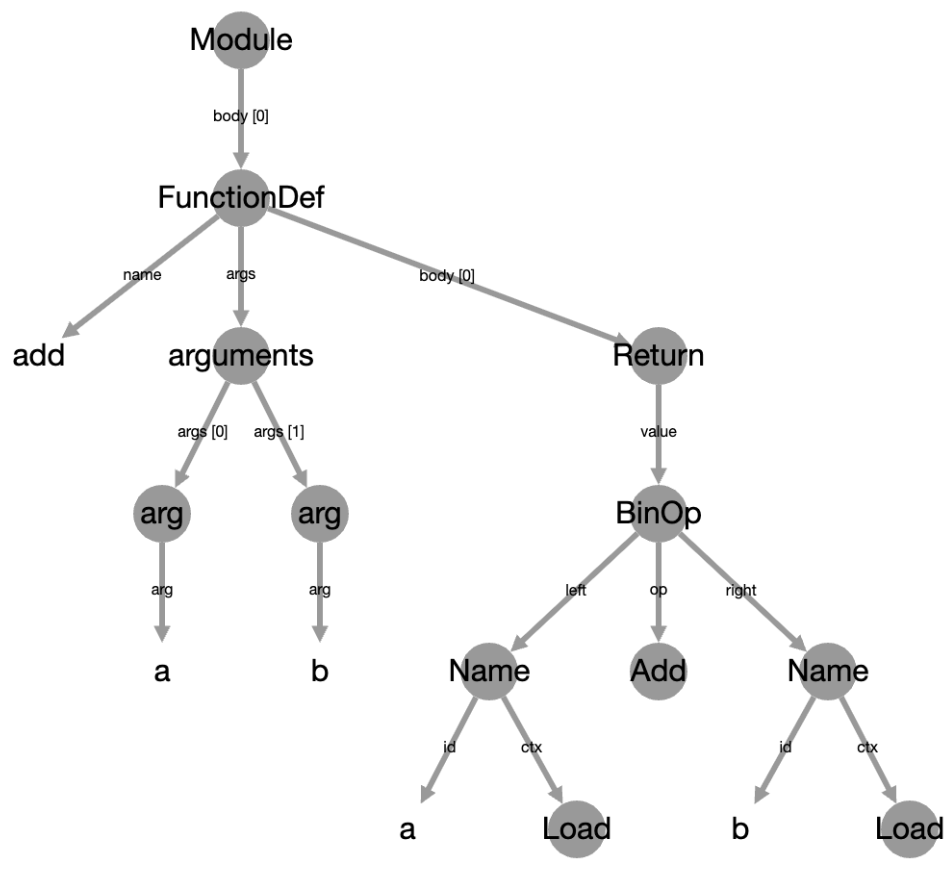 Module
body [0]
FunctionDef
name
args
body [0]
add
arguments
Return
args [0]
args [1]
value
arg
arg
BinOp
arg
arg
left
op
right
a
b
Name
Add
Name
id
ctx
id
ctx
a
Load
b
Load